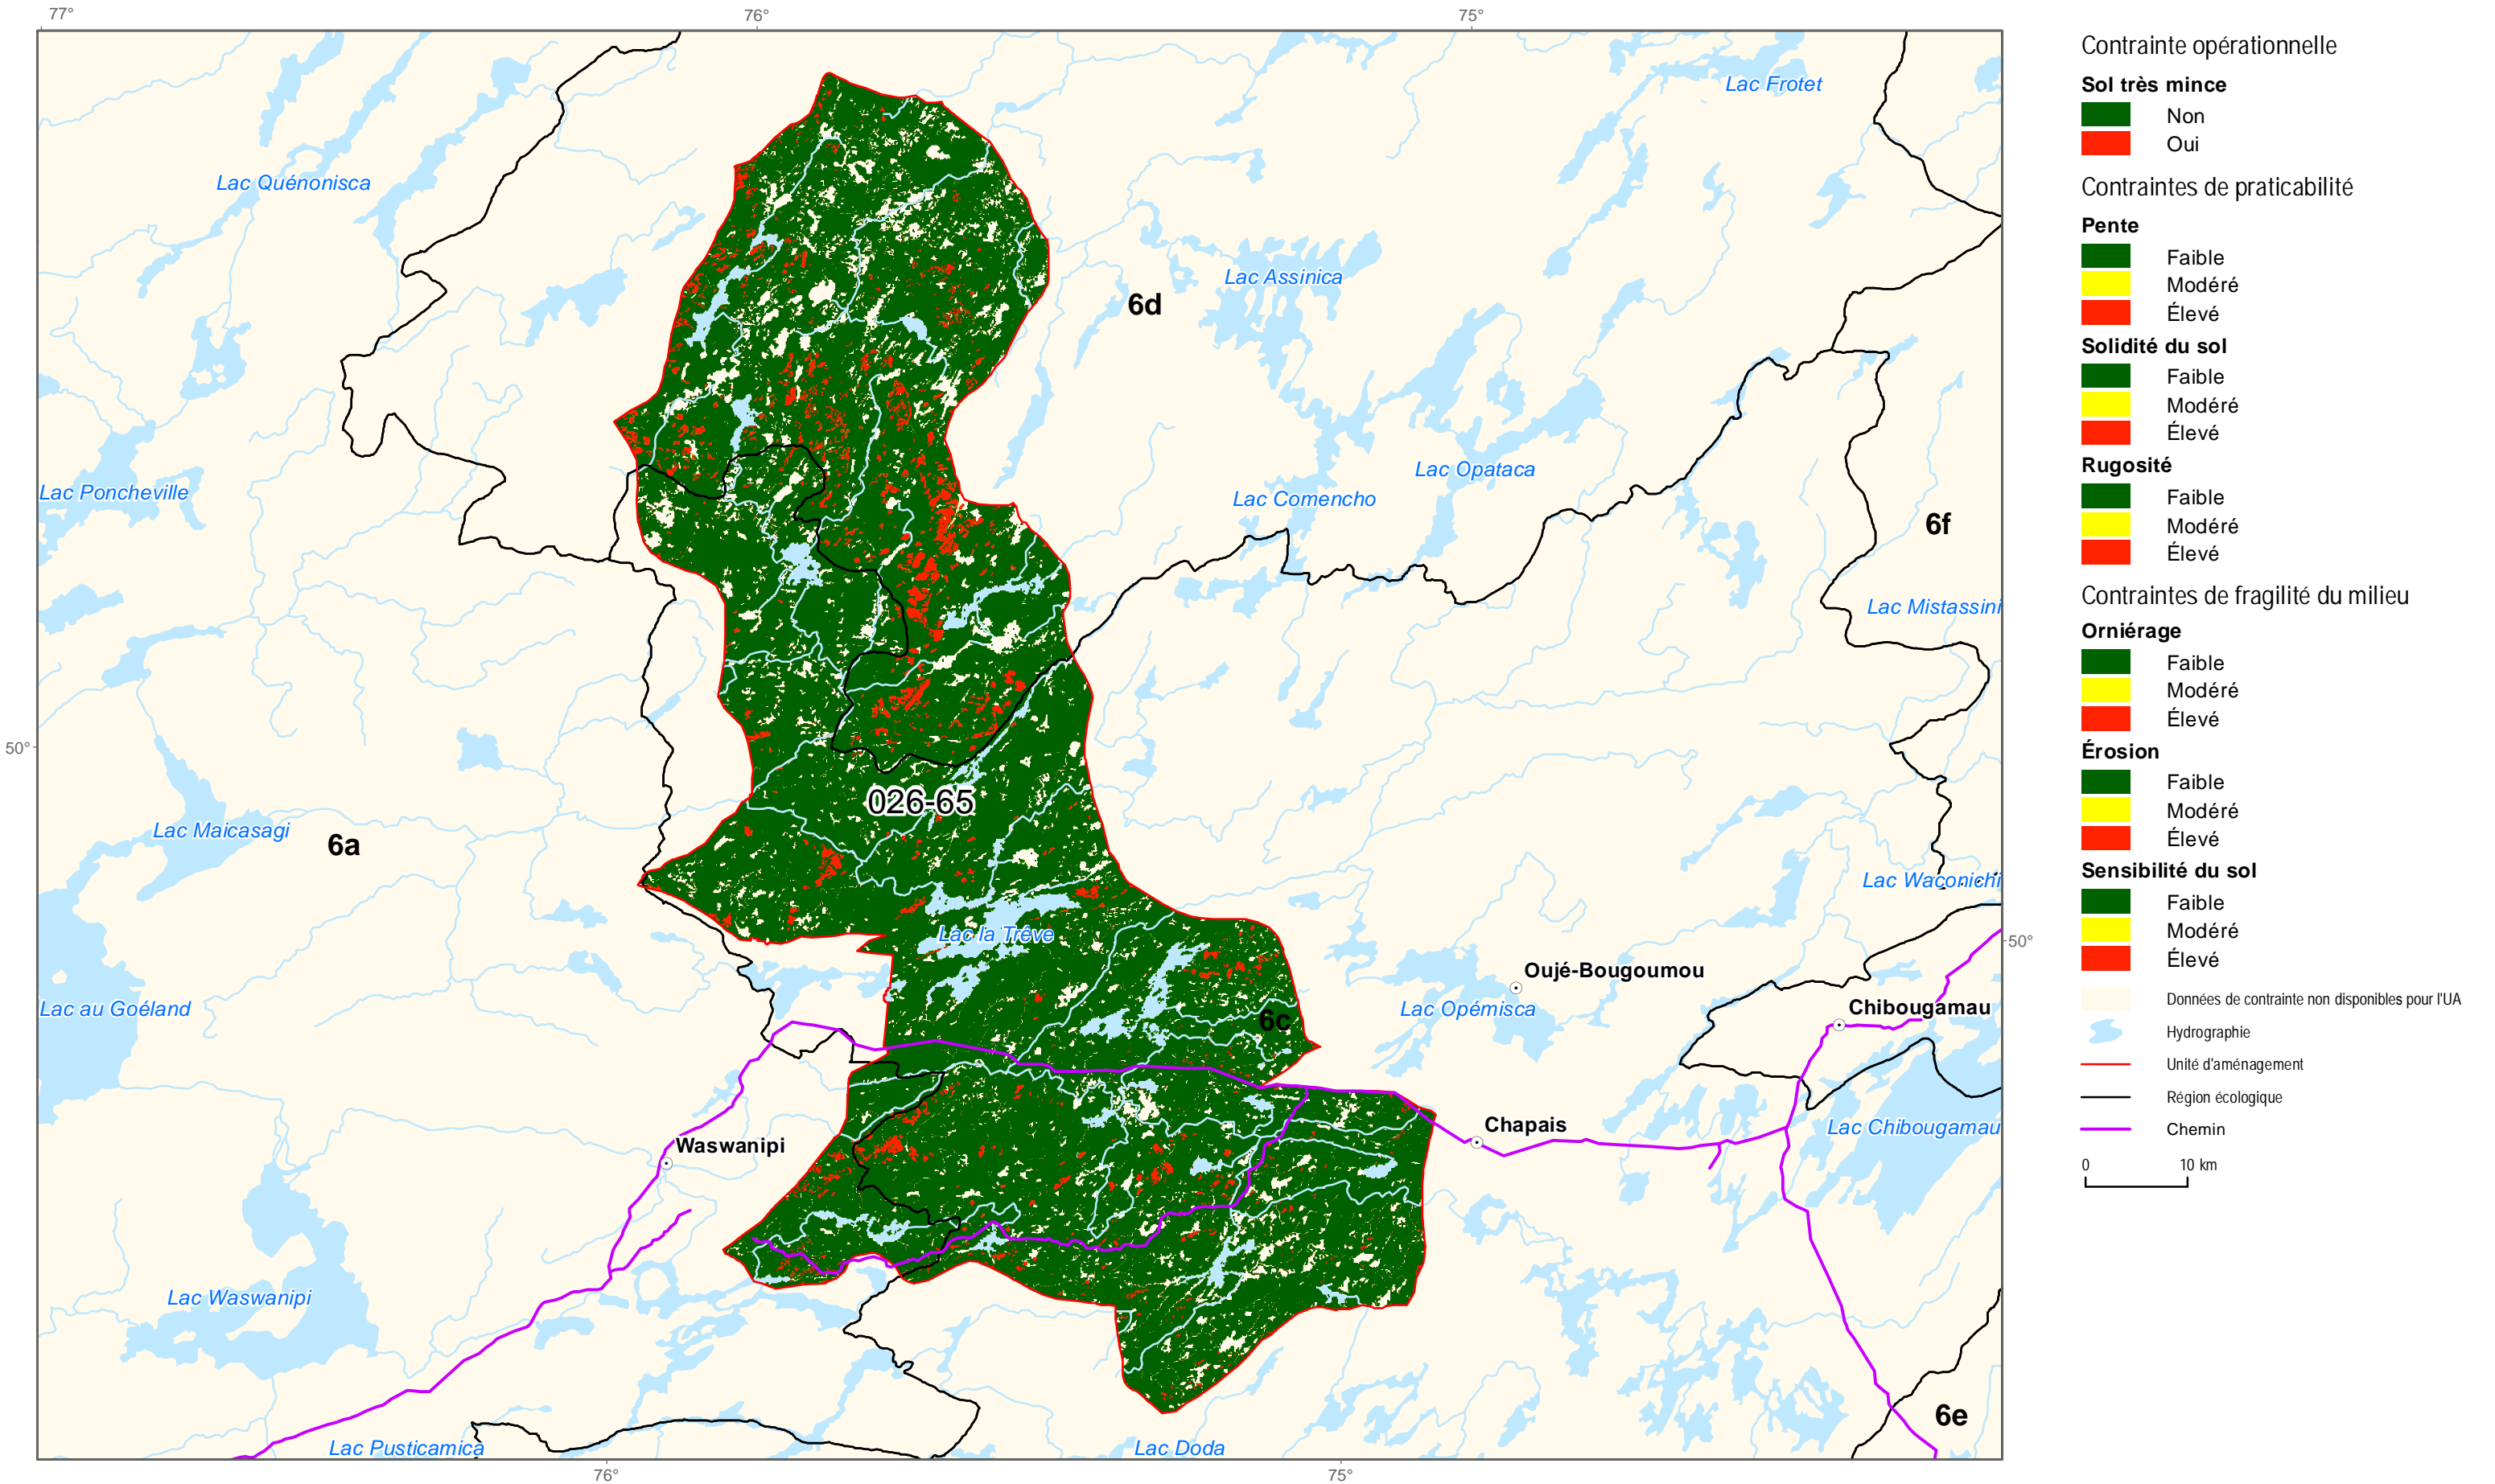 77°
76°
75°
Lac Frotet
Lac Quénonisca
Lac Assinica
6d
Lac Opataca
Lac Poncheville
Lac Comencho
6f
Lac Mistassini
50°
026-65
Lac Maicasagi
6a
Lac Waconichi
Lac la Trêve
50°
Oujé-Bougoumou
Lac au Goéland
Lac Opémisca
Chibougamau
6c
Chapais
Lac Chibougamau
Waswanipi
Lac Waswanipi
6e
Lac Pusticamica
Lac Doda
76°
75°
Contrainte opérationnelle
Sol très mince
Non
Oui
Contraintes de praticabilité
Pente
Faible
Modéré
Élevé
Solidité du sol
Faible
Modéré
Élevé
Rugosité
Faible
Modéré
Élevé
Contraintes de fragilité du milieu
Orniérage
Faible
Modéré
Élevé
Érosion
Faible
Modéré
Élevé
Sensibilité du sol
Faible
Modéré
Élevé
Données de contrainte non disponibles pour l'UA
Hydrographie
Unité d'aménagement
Région écologique
Chemin
0 10 km